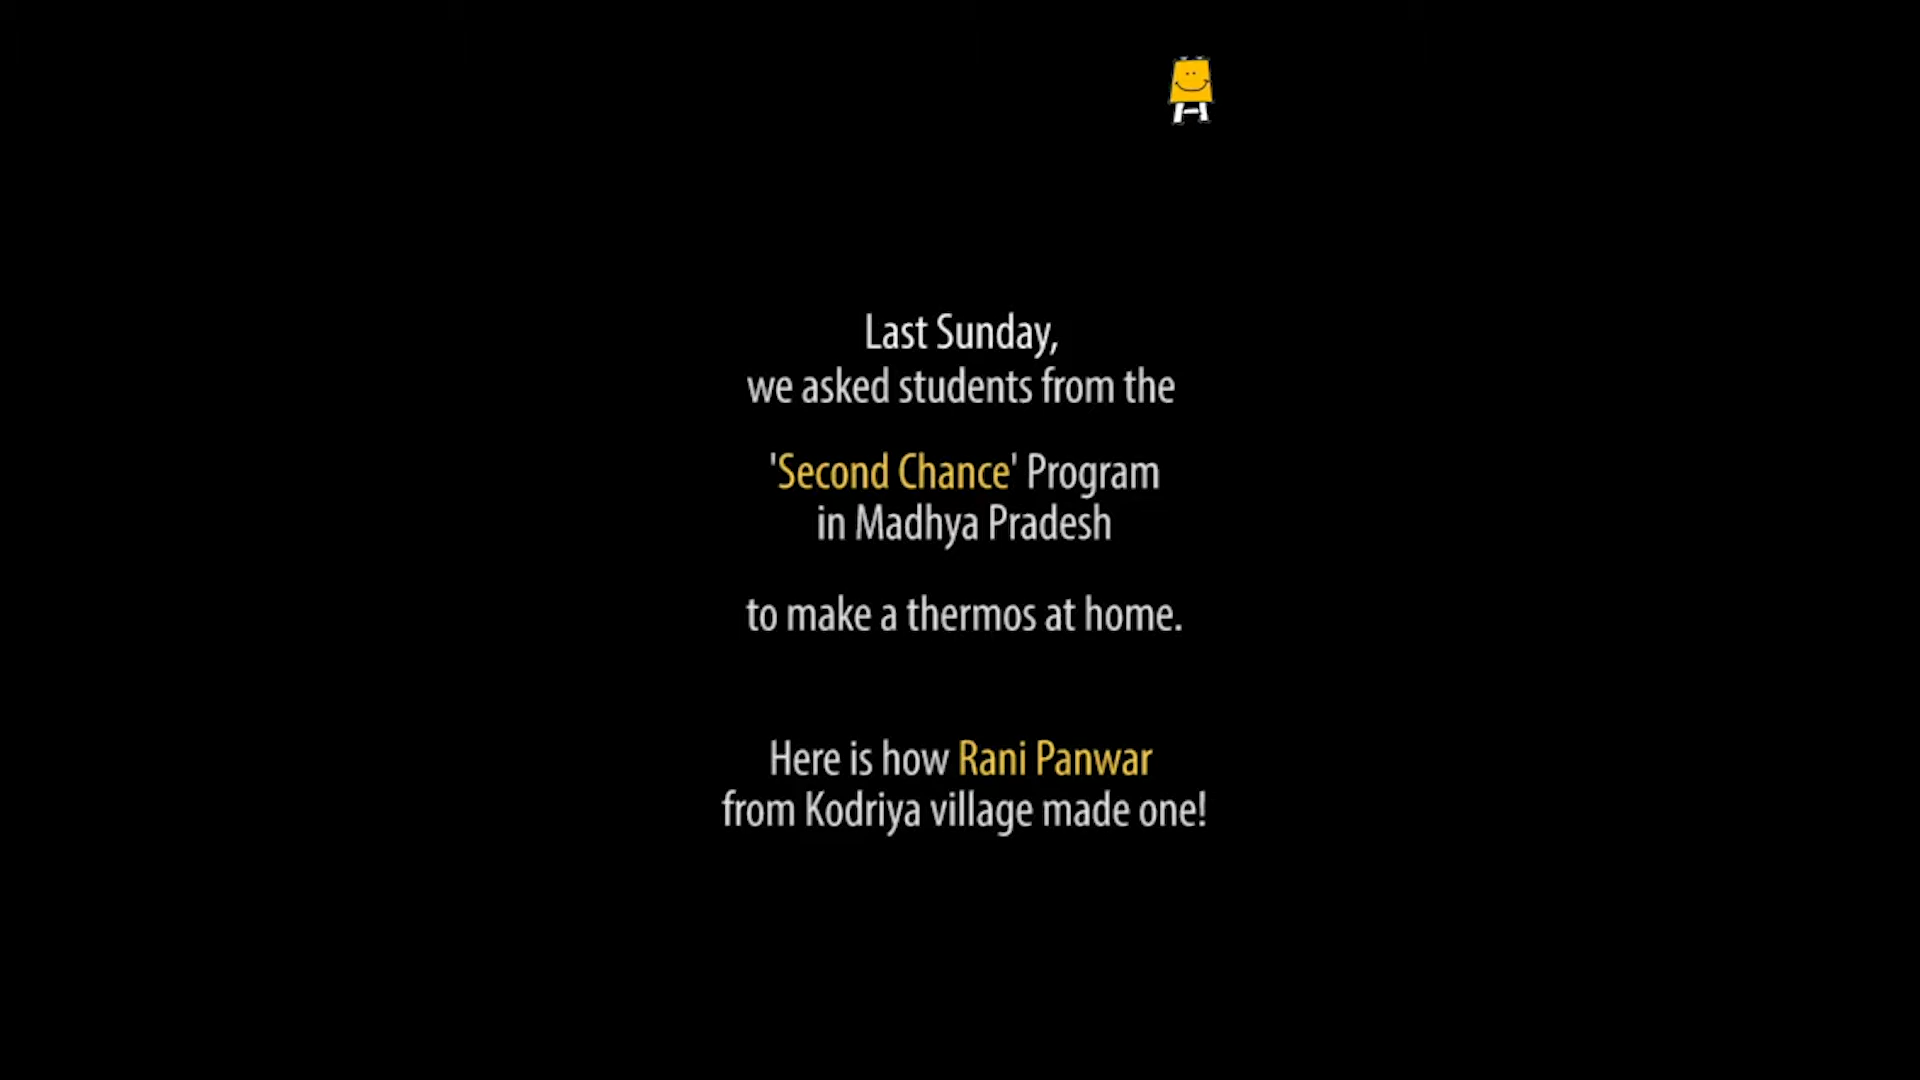 Last Sunday,
we asked students from the
'Second Chance' Program
in Madhya Pradesh
to make a thermos at home.
Here is how Rani Panwar
from Kodriya village made one!